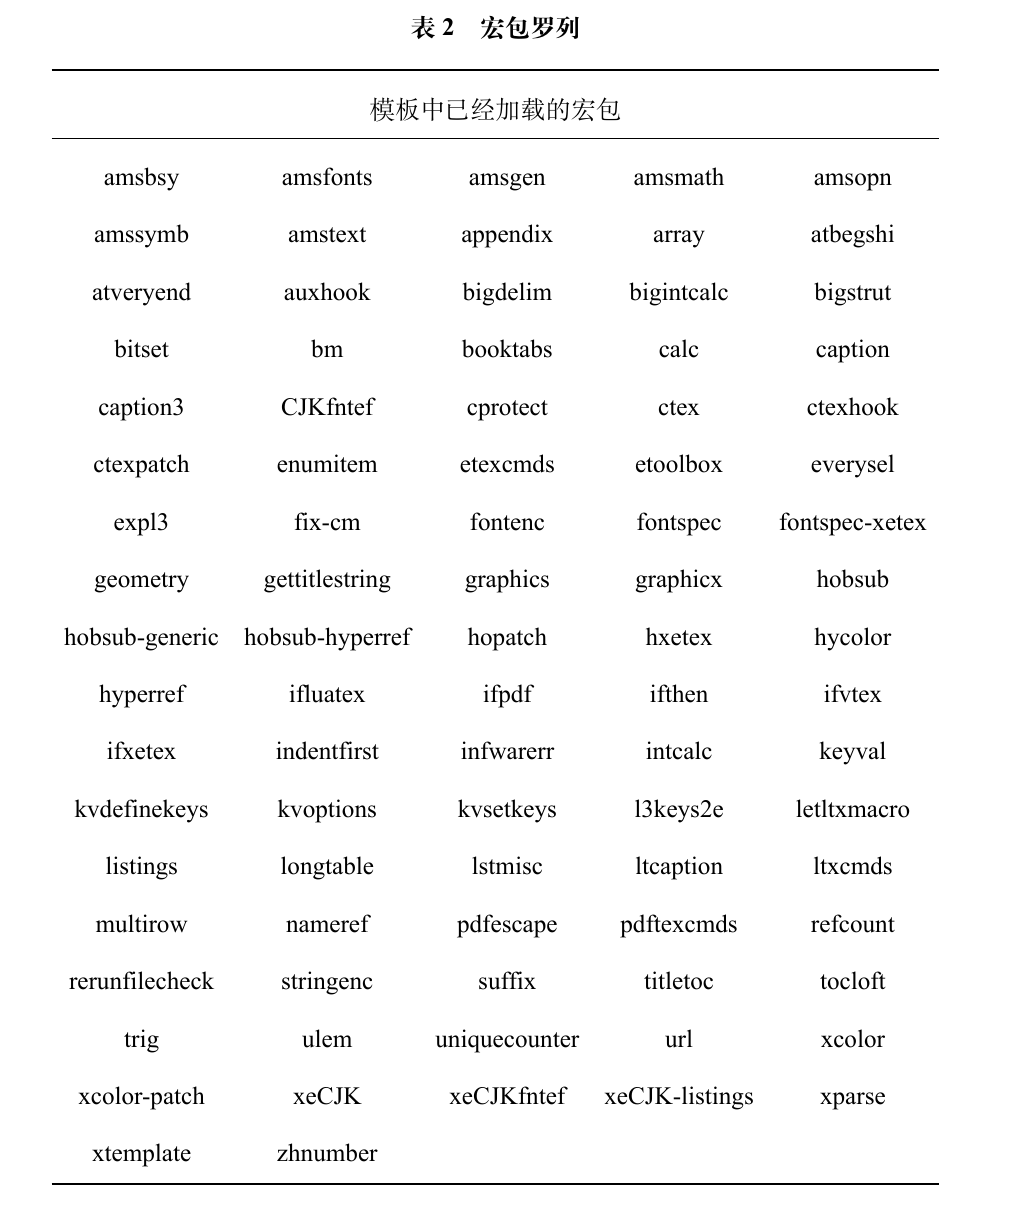 表 2 宏包罗列
模板中已经加载的宏包
amsbsy amsfonts amsgen amsmath amsopn
amssymb amstext appendix array atbegshi
atveryend auxhook bigdelim bigintcalc bigstrut
bitset bm booktabs calc caption
caption3 CJKfntef cprotect ctex ctexhook
ctexpatch enumitem etexcmds etoolbox everysel
expl3 fix-cm fontenc fontspec fontspec-xetex
geometry gettitlestring graphics graphicx hobsub
hobsub-generic hobsub-hyperref hopatch hxetex hycolor
hyperref ifluatex ifpdf ifthen ifvtex
ifxetex indentfirst infwarerr intcalc keyval
kvdefinekeys kvoptions kvsetkeys l3keys2e letltxmacro
listings longtable lstmisc ltcaption ltxcmds
multirow nameref pdfescape pdftexcmds refcount
rerunfilecheck stringenc suffix titletoc tocloft
trig ulem uniquecounter url xcolor
xcolor-patch xeCJK xeCJKfntef xeCJK-listings xparse
xtemplate zhnumber